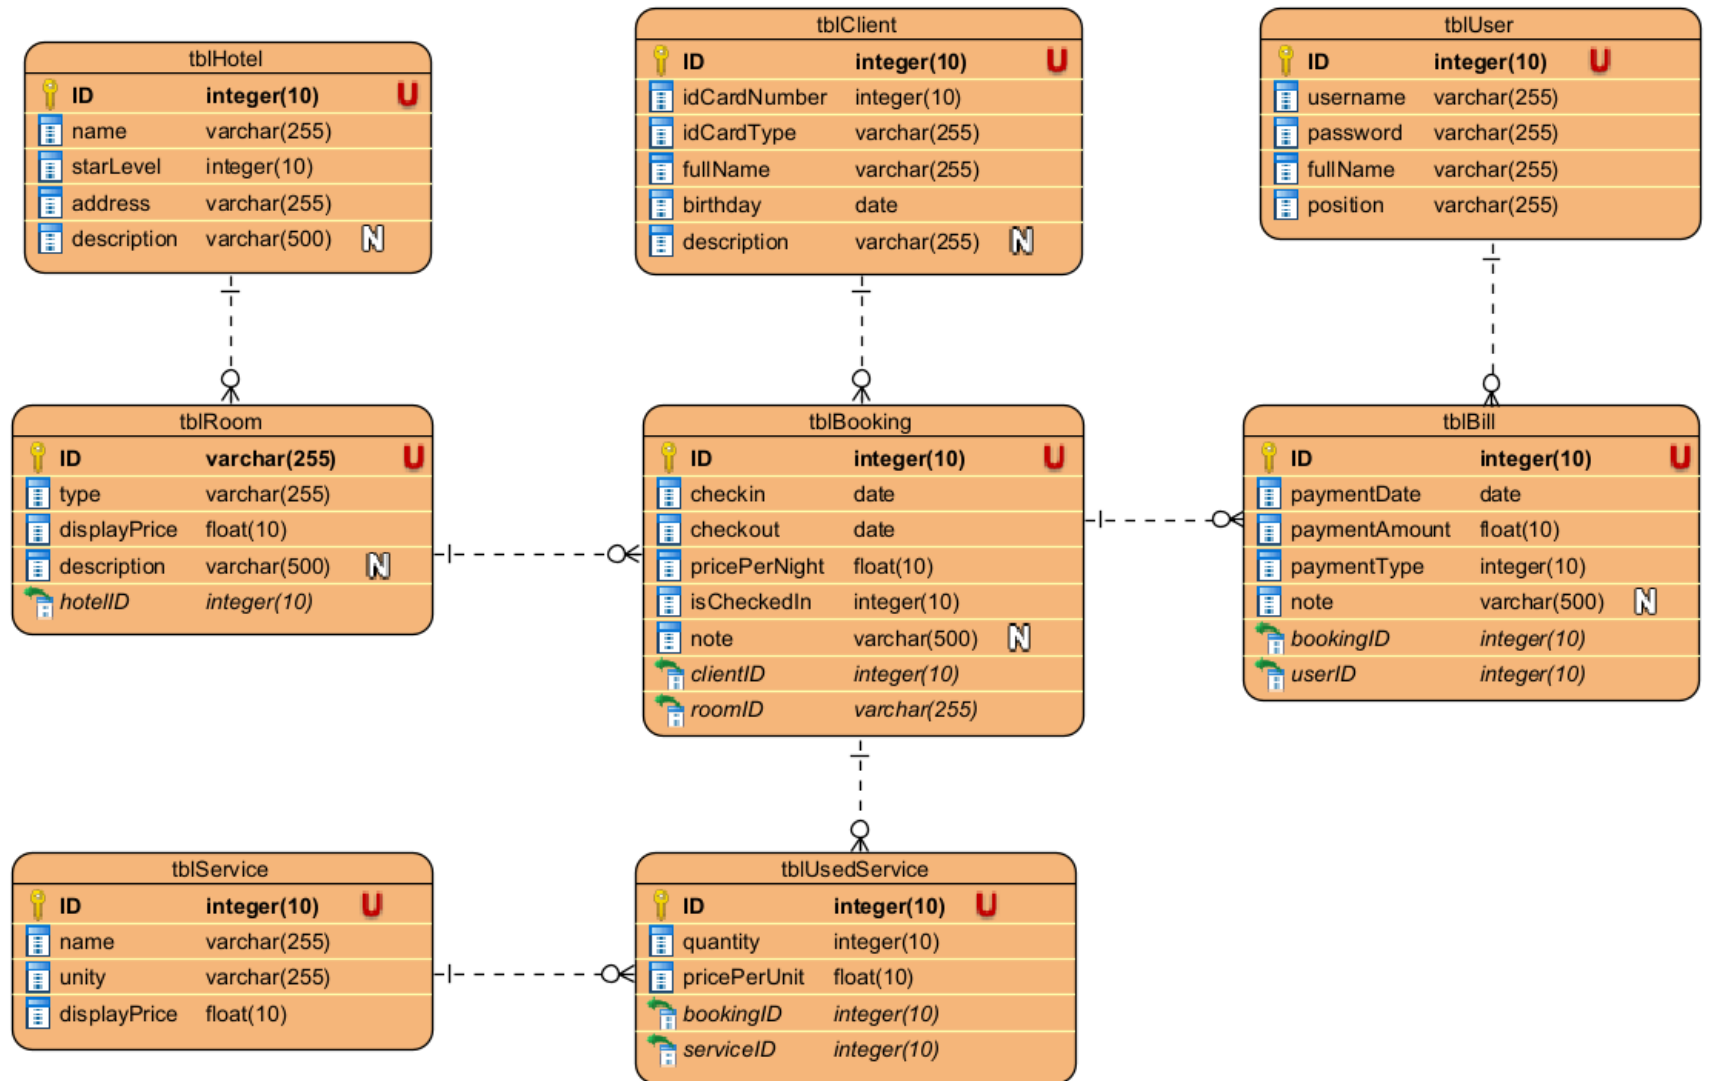 tblHotel
ID integer(10) U
name varchar(255)
starLevel integer(10)
address varchar(255)
description varchar(500) N
tblClient
ID integer(10) U
idCardNumber integer(10)
idCardType varchar(255)
fullName varchar(255)
birthday date
description varchar(255) N
tblUser
ID integer(10) U
username varchar(255)
password varchar(255)
fullName varchar(255)
position varchar(255)
tblRoom
ID varchar(255) U
type varchar(255)
displayPrice float(10)
description varchar(500) N
hotelID integer(10)
tblBooking
ID integer(10) U
checkin date
checkout date
pricePerNight float(10)
isCheckedIn integer(10)
note varchar(500) N
clientID integer(10)
roomID varchar(255)
tblBill
ID integer(10) U
paymentDate date
paymentAmount float(10)
paymentType integer(10)
note varchar(500) N
bookingID integer(10)
userID integer(10)
tblService
ID integer(10) U
name varchar(255)
unity varchar(255)
displayPrice float(10)
tblUsedService
ID integer(10) U
quantity integer(10)
pricePerUnit float(10)
bookingID integer(10)
serviceID integer(10)